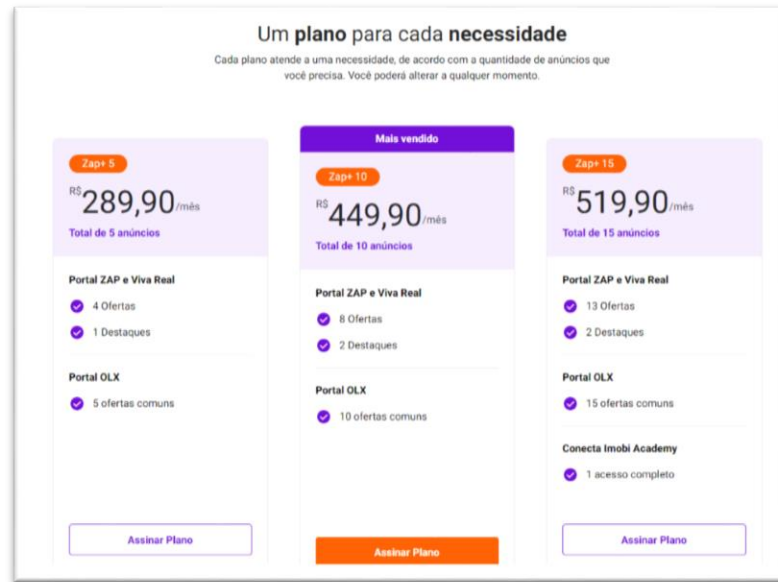 Um plano para cada necessidade
Cada plano atende a uma necessidade, de acordo com a quantidade de anúncios que
você precisa. Você poderá alterar a qualquer momento.
Zap+ 5
R$289,90/mês
Total de 5 anúncios
Portal ZAP e Viva Real
4 Ofertas
1 Destaques
Portal OLX
5 ofertas comuns
Assinar Plano
Mais vendido
Zap+ 10
R$449,90/mês
Total de 10 anúncios
Portal ZAP e Viva Real
8 Ofertas
2 Destaques
Portal OLX
10 ofertas comuns
Assinar Plano
Zap+ 15
R$519,90/mês
Total de 15 anúncios
Portal ZAP e Viva Real
13 Ofertas
2 Destaques
Portal OLX
15 ofertas comuns
Conecta Imobi Academy
1 acesso completo
Assinar Plano